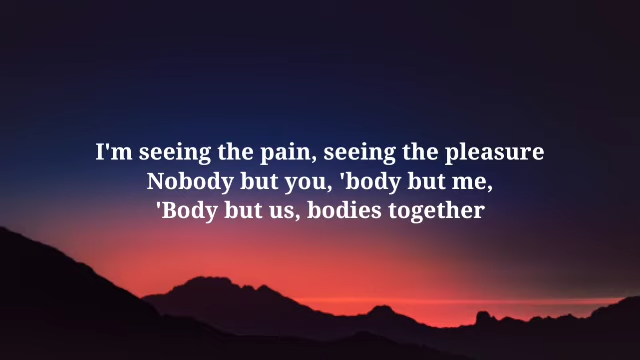 I'm seeing the pain, seeing the pleasure
Nobody but you, 'body but me,
'Body but us, bodies together